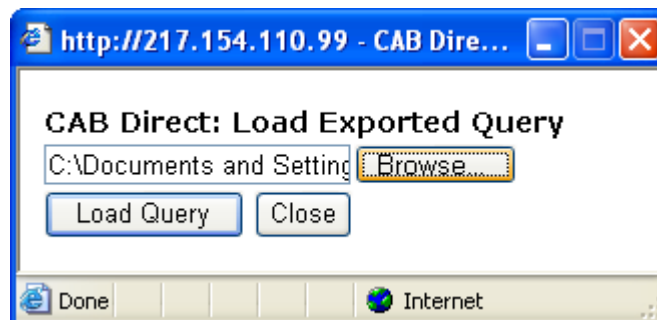 http://217.154.110.99 - CAB Dire...
CAB Direct: Load Exported Query
C:\Documents and Setting Browse...
Load Query Close
Done Internet